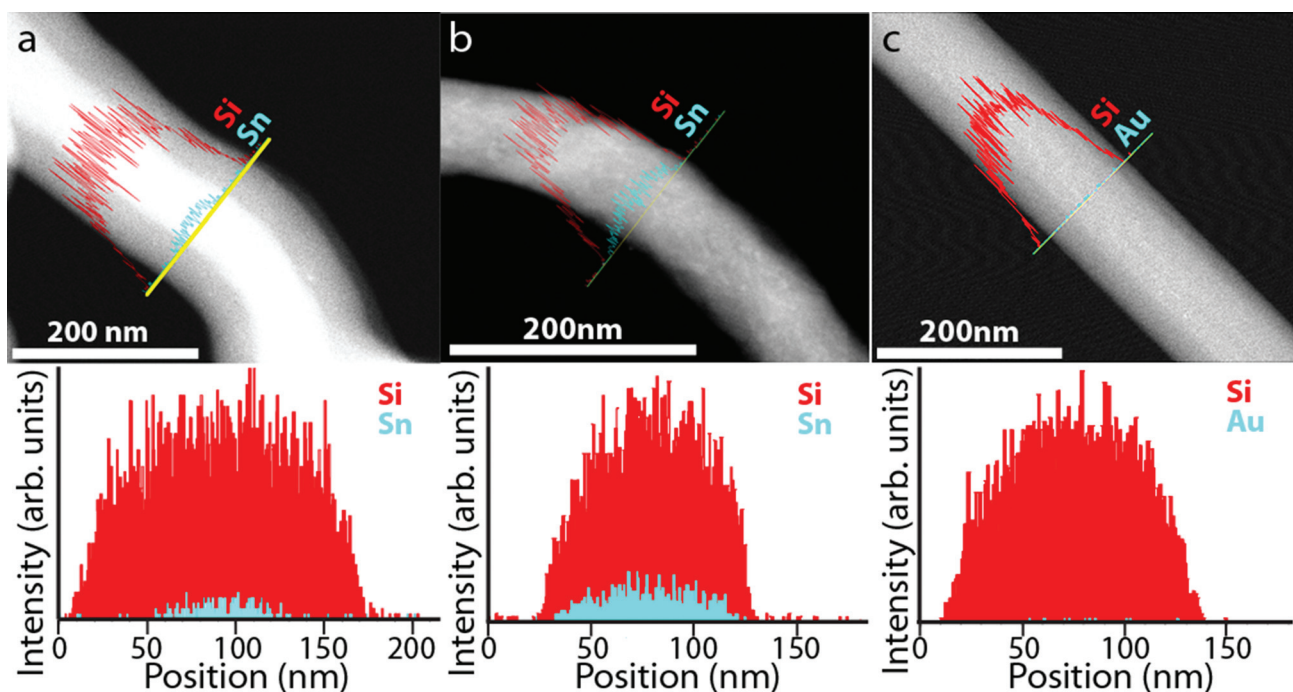 a
Si
Sn
200 nm
b
Si
Sn
200nm
c
Si
Au
200nm
Intensity (arb. units)
Si
Sn
0 50 100 150 200
Position (nm)
Intensity (arb. units)
Si
Sn
0 50 100 150
Position (nm)
Intensity (arb. units)
Si
Au
50 100 150
Position (nm)